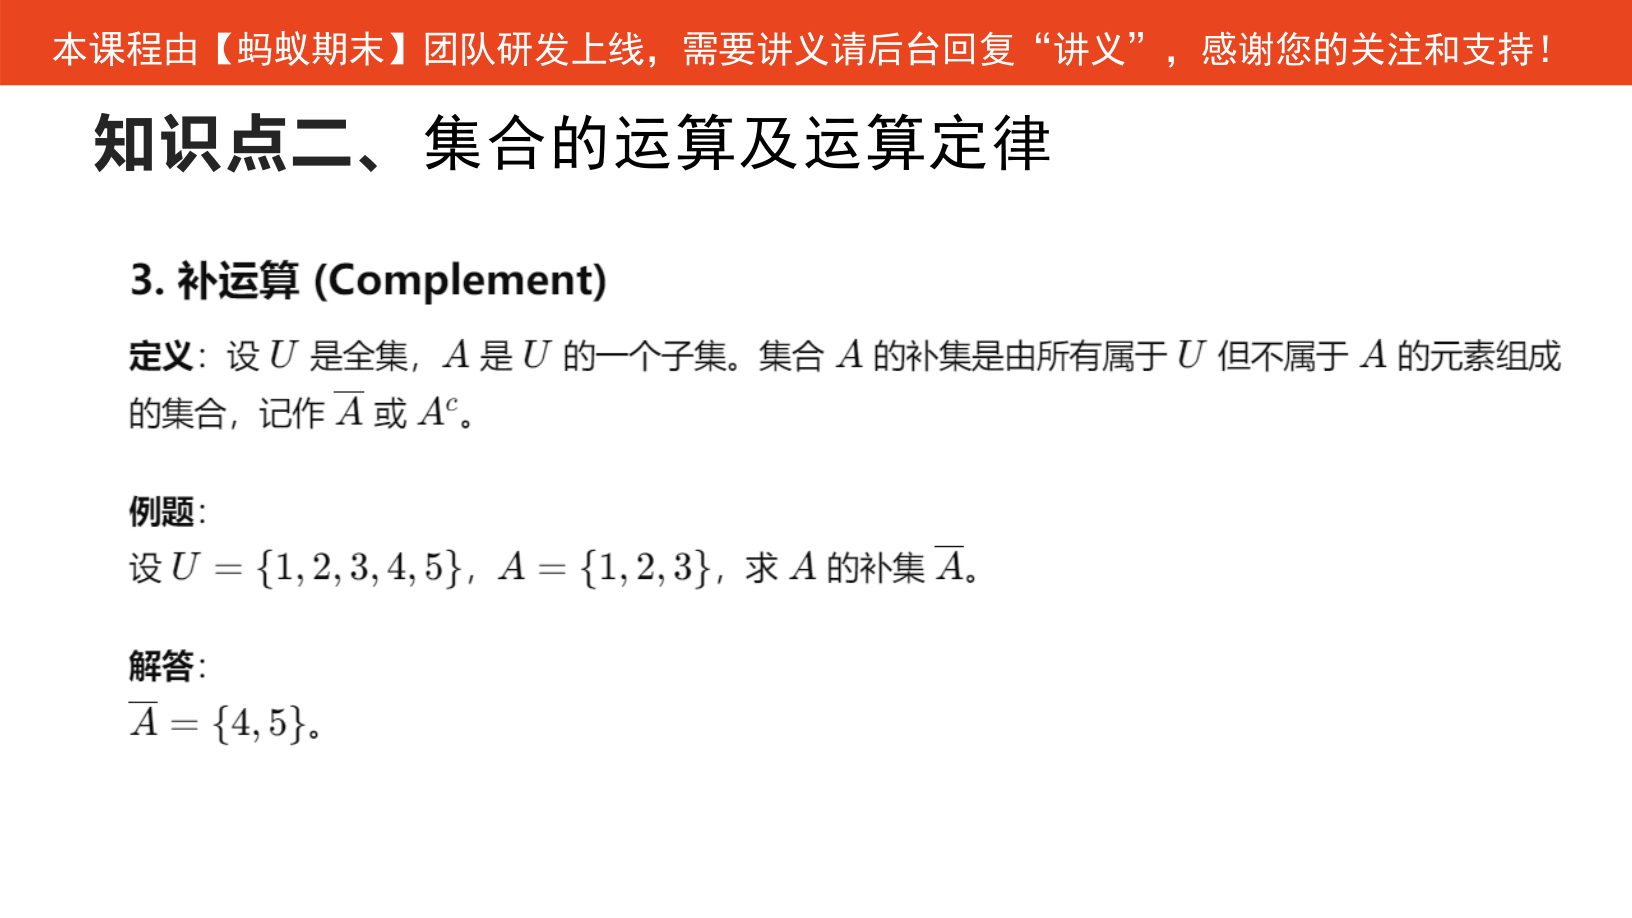 本课程由【蚂蚁期末】团队研发上线，需要讲义请后台回复“讲义”，感谢您的关注和支持！
知识点二、集合的运算及运算定律
3. 补运算 (Complement)
定义：设 U 是全集，A 是 U 的一个子集。集合 A 的补集是由所有属于 U 但不属于 A 的元素组成
的集合，记作 A̅ 或 Aᶜ。
例题：
设 U = {1, 2, 3, 4, 5}，A = {1, 2, 3}，求 A 的补集 A̅。
解答：
A̅ = {4, 5}。